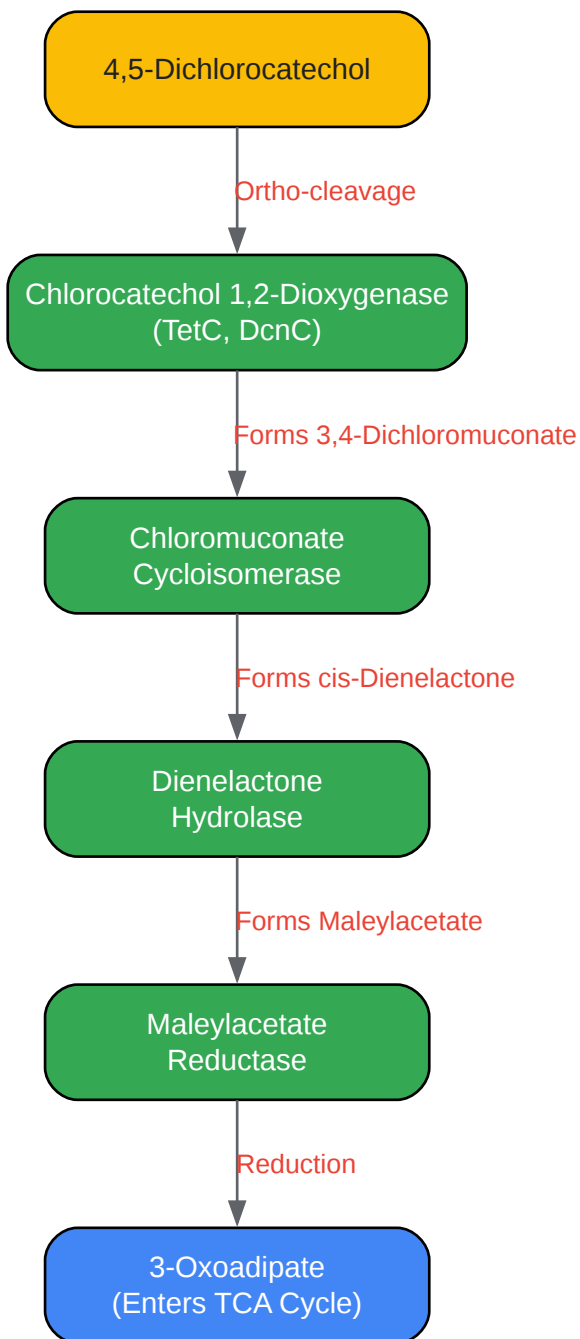 4,5-Dichlorocatechol
Ortho-cleavage
Chlorocatechol 1,2-Dioxygenase
(TetC, DcnC)
Forms 3,4-Dichloromuconate
Chloromuconate
Cycloisomerase
Forms cis-Dienelactone
Dienelactone
Hydrolase
Forms Maleylacetate
Maleylacetate
Reductase
Reduction
3-Oxoadipate
(Enters TCA Cycle)